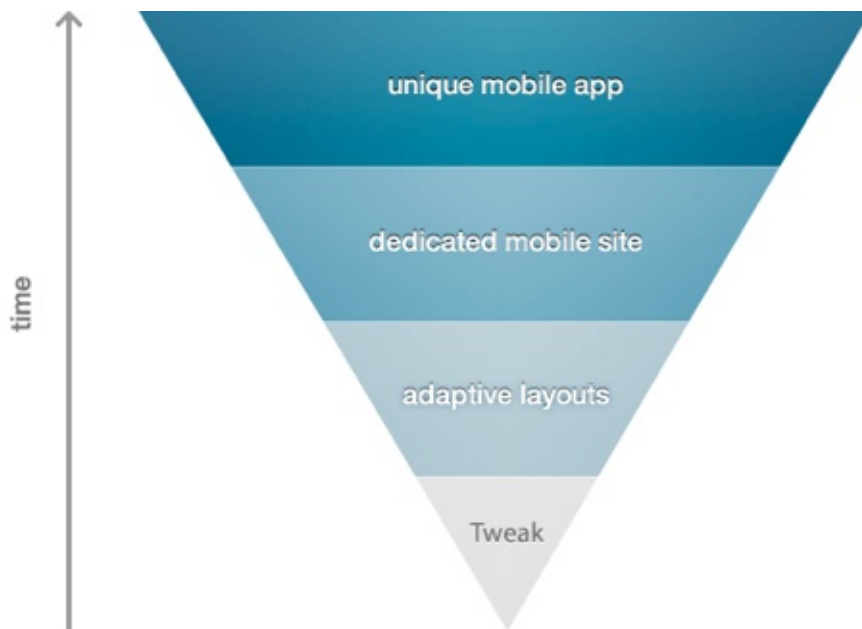 unique mobile app
dedicated mobile site
time
adaptive layouts
Tweak